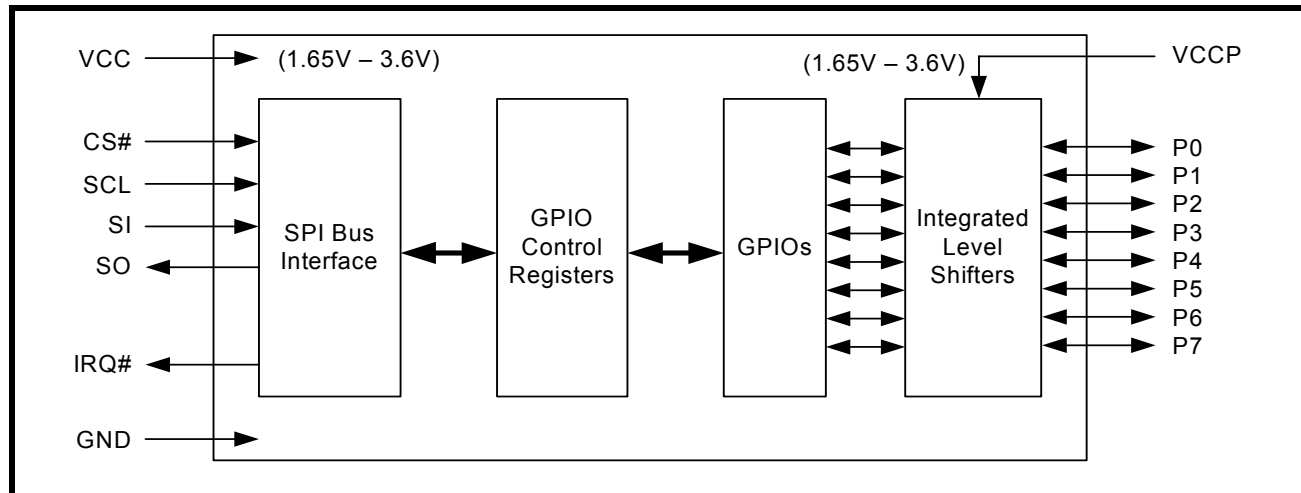 VCC
(1.65V – 3.6V)
(1.65V – 3.6V)
VCCP
CS#
SCL
SI
SO
IRQ#
GND
SPI Bus
Interface
GPIO
Control
Registers
GPIOs
Integrated
Level
Shifters
P0
P1
P2
P3
P4
P5
P6
P7